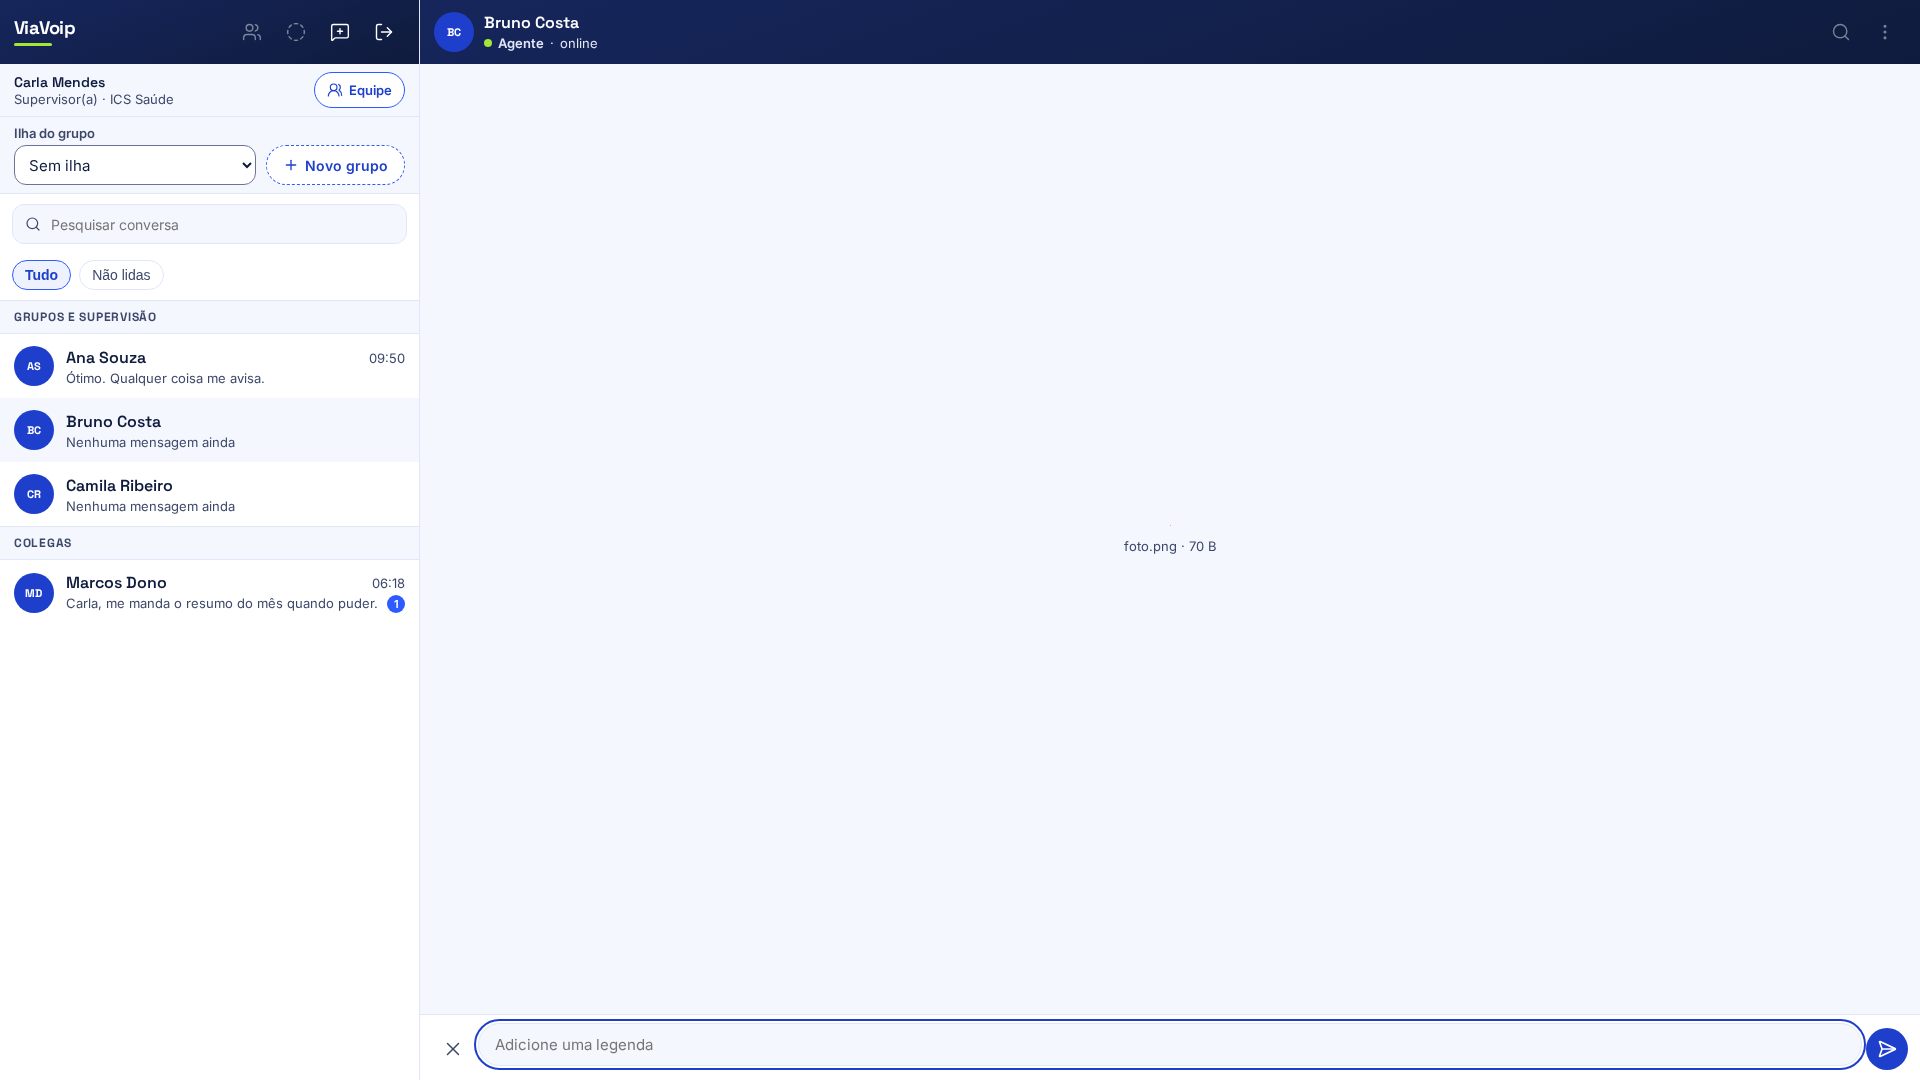 ViaVoip
Carla Mendes
Supervisor(a) · ICS Saúde
Equipe
Ilha do grupo
Sem ilha
Novo grupo
Pesquisar conversa
Tudo
Não lidas
GRUPOS E SUPERVISÃO
AS
Ana Souza
09:50
Ótimo. Qualquer coisa me avisa.
BC
Bruno Costa
Nenhuma mensagem ainda
CR
Camila Ribeiro
Nenhuma mensagem ainda
COLEGAS
MD
Marcos Dono
06:18
Carla, me manda o resumo do mês quando puder.
1
BC
Bruno Costa
Agente · online
foto.png · 70 B
Adicione uma legenda